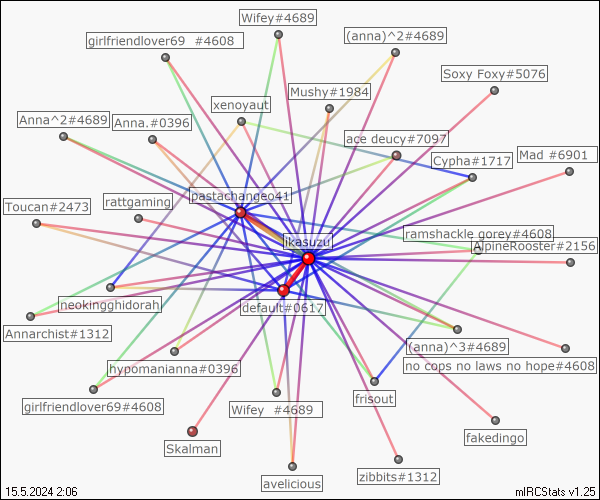 Wifey#4689
girlfriendlover69 #4608
(anna)^2#4689
Soxy Foxy#5076
Mushy#1984
xenoyaut
Anna^2#4689
Anna.#0396
ace deucy#7097
Cypha#1717
Mad #6901
pastachangeo41
rattgaming
Toucan#2473
ramshackle gorey#4608
ikasuzu
AlpineRooster#2156
neokingghidorah
default#0617
Annarchist#1312
(anna)^3#4689
hypomanianna#0396
no cops no laws no hope#4608
girlfriendlover69#4608
Wifey #4689
frisout
fakedingo
Skalman
zibbits#1312
avelicious
15.5.2024 2:06
mIRCStats v1.25